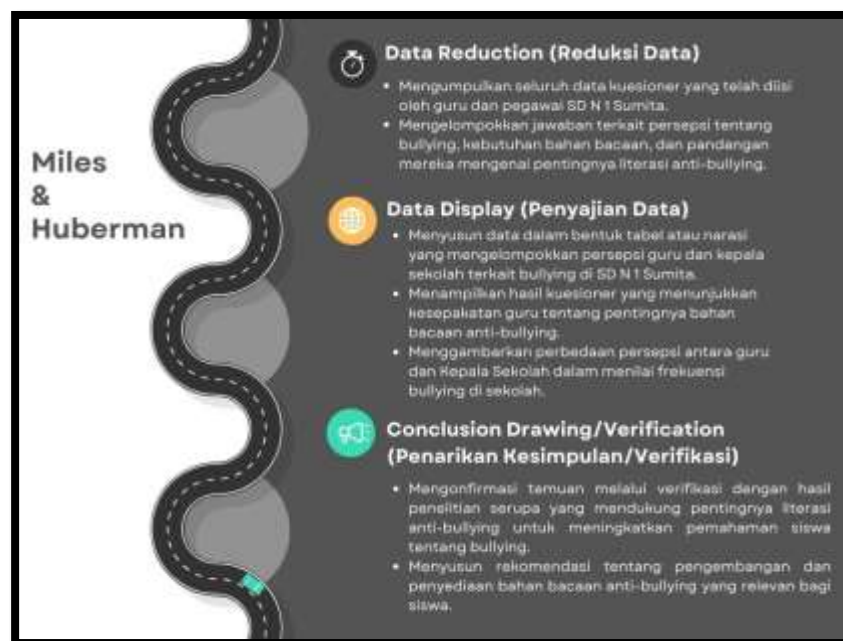 Miles
&
Huberman
Data Reduction (Reduksi Data)
• Mengumpulkan seluruh data kuesioner yang telah diisi
oleh guru dan pegawai SD N 1 Sumita.
• Mengelompokkan jawaban terkait persepsi tentang
bullying, kebutuhan bahan bacaan, dan pandangan
mereka mengenai pentingnya literasi anti-bullying.
Data Display (Penyajian Data)
• Menyusun data dalam bentuk tabel atau narasi
yang mengelompokkan persepsi guru dan kepala
sekolah terkait bullying di SD N 1 Sumita.
• Menampilkan hasil kuesioner yang menunjukkan
kesepakatan guru tentang pentingnya bahan
bacaan anti-bullying.
• Menggambarkan perbedaan persepsi antara guru
dan Kepala Sekolah dalam menilai frekuensi
bullying di sekolah.
Conclusion Drawing/Verification
(Penarikan Kesimpulan/Verifikasi)
• Mengonfirmasi temuan melalui verifikasi dengan hasil
penelitian serupa yang mendukung pentingnya literasi
anti-bullying untuk meningkatkan pemahaman siswa
tentang bullying.
• Menyusun rekomendasi tentang pengembangan dan
penyediaan bahan bacaan anti-bullying yang relevan bagi
siswa.